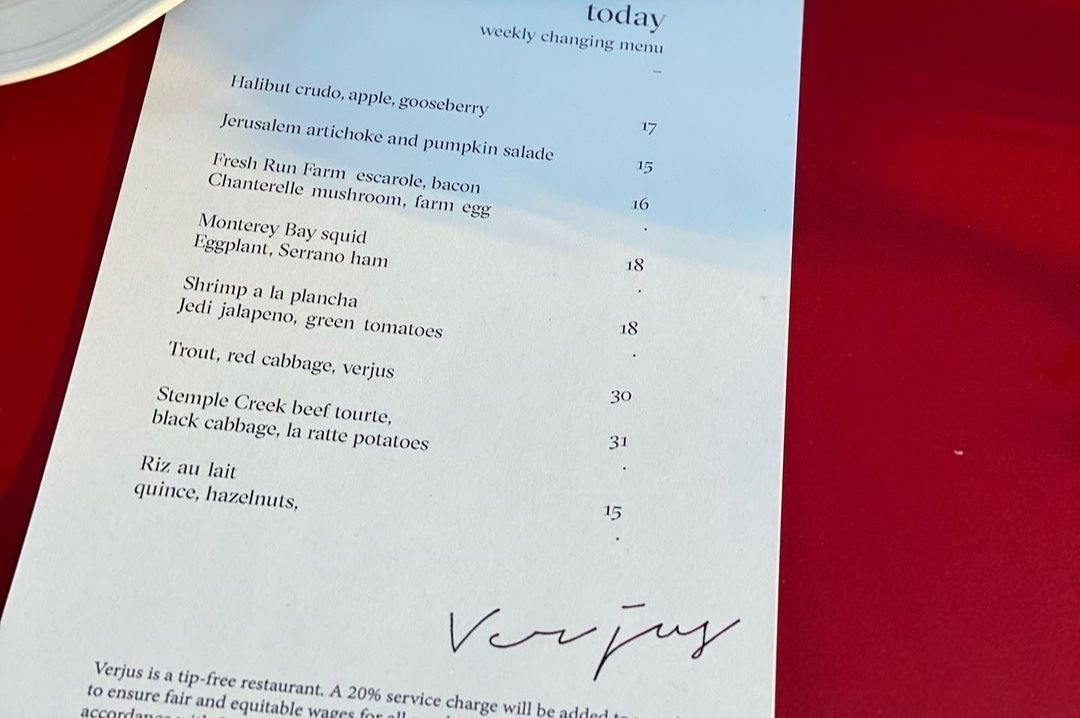 today
weekly changing menu
–
Halibut crudo, apple, gooseberry 17
Jerusalem artichoke and pumpkin salade 15
Fresh Run Farm escarole, bacon
Chanterelle mushroom, farm egg 16
.
Monterey Bay squid
Eggplant, Serrano ham 18
.
Shrimp a la plancha
Jedi jalapeno, green tomatoes 18
.
Trout, red cabbage, verjus 30
Stemple Creek beef tourte,
black cabbage, la ratte potatoes 31
.
Riz au lait
quince, hazelnuts, 15
.
Verjus
Verjus is a tip-free restaurant. A 20% service charge will be added
to ensure fair and equitable wages for all